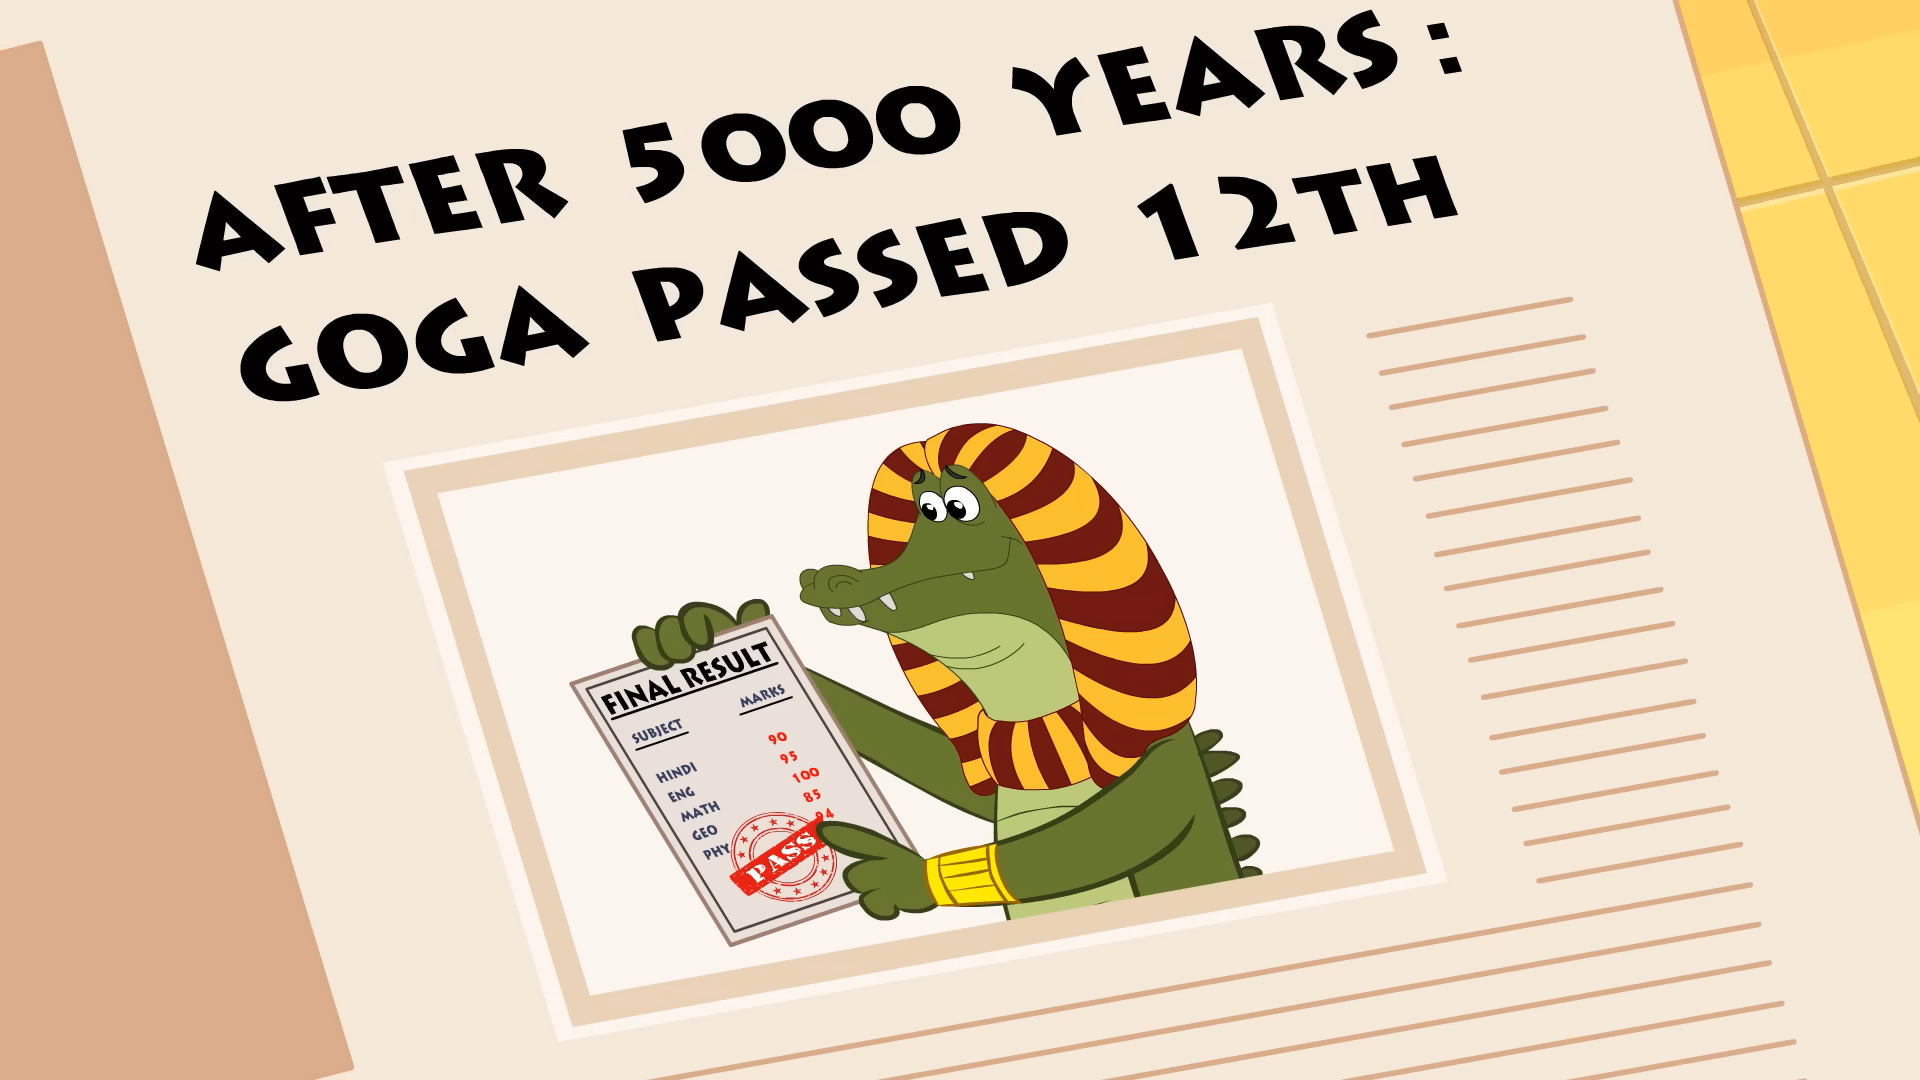 AFTER 5000 YEARS:
GOGA PASSED 12TH
FINAL RESULT
SUBJECT MARKS
HINDI 90
ENG 95
MATH 100
GEO 85
PHY 94
PASS